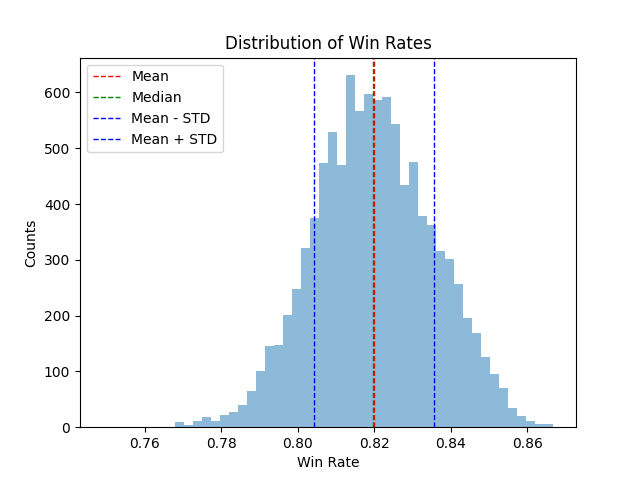 Distribution of Win Rates
Mean
Median
Mean - STD
Mean + STD
600
500
400
300
200
100
0
Counts
0.76 0.78 0.80 0.82 0.84 0.86
Win Rate